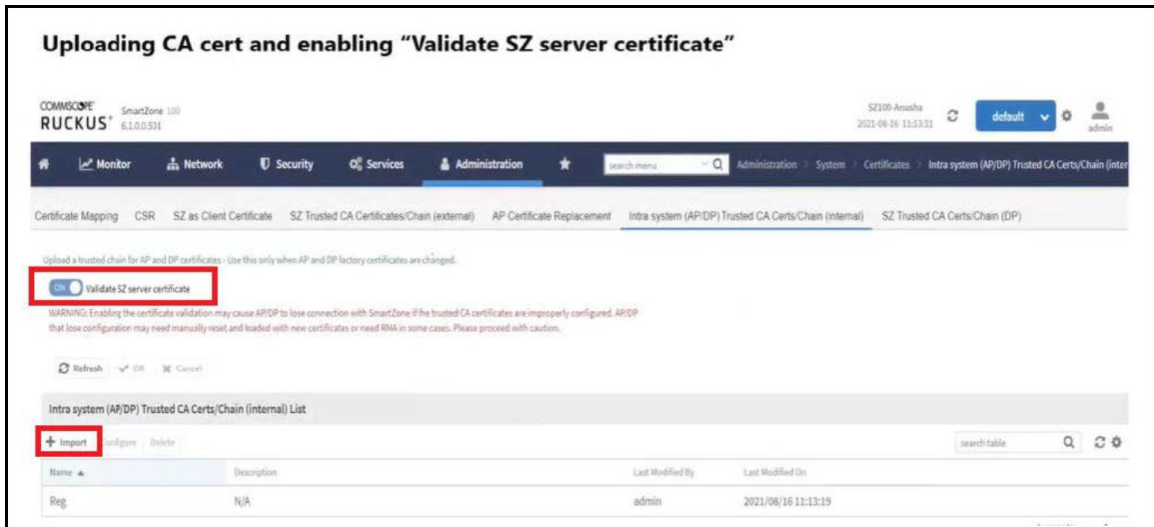 Uploading CA cert and enabling “Validate SZ server certificate”
COMMSCOPE
RUCKUS® SmartZone 100
6.1.0.0.531
SZ100-Anusha
2021-08-16 11:13:31
default
admin
Monitor Network Security Services Administration search menu Administration > System > Certificates > Intra system (AP/DP) Trusted CA Certs/Chain (inter
Certificate Mapping CSR SZ as Client Certificate SZ Trusted CA Certificates/Chain (external) AP Certificate Replacement Intra system (AP/DP) Trusted CA Certs/Chain (internal) SZ Trusted CA Certs/Chain (DP)
Upload a trusted chain for AP and DP certificates - Use this only when AP and DP factory certificates are changed.
ON Validate SZ server certificate
WARNING: Enabling the certificate validation may cause AP/DP to lose connection with SmartZone if the trusted CA certificates are improperly configured. AP/DP
that lose configuration may need manually reset and loaded with new certificates or need RMA in some cases. Please proceed with caution.
Refresh OK Cancel
Intra system (AP/DP) Trusted CA Certs/Chain (internal) List
Import Configure Delete search table
Name Description Last Modified By Last Modified On
Reg N/A admin 2021/08/16 11:13:19